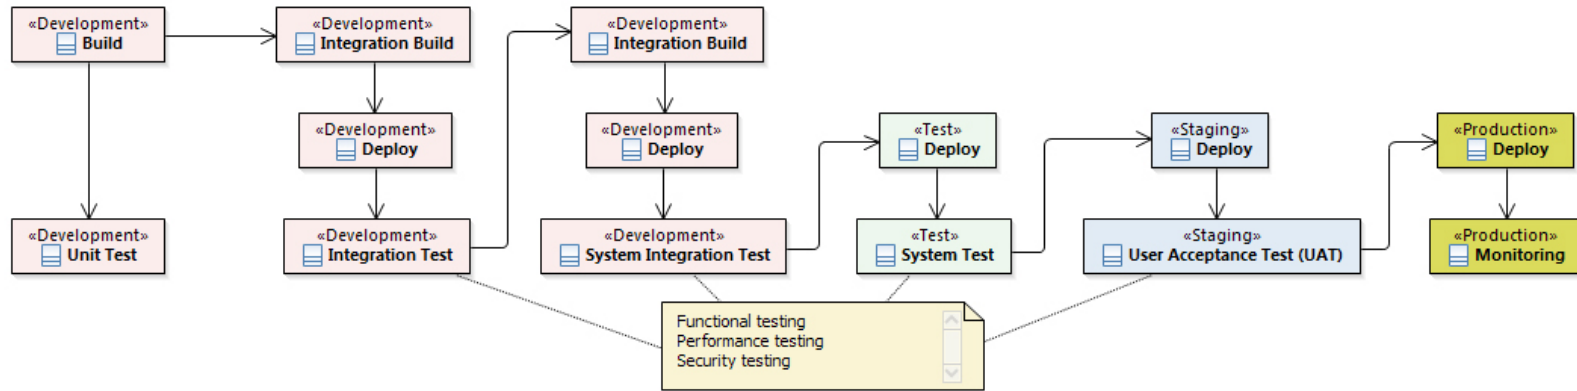 «Development»
Build
«Development»
Integration Build
«Development»
Integration Build
«Development»
Deploy
«Development»
Deploy
«Test»
Deploy
«Staging»
Deploy
«Production»
Deploy
«Development»
Unit Test
«Development»
Integration Test
«Development»
System Integration Test
«Test»
System Test
«Staging»
User Acceptance Test (UAT)
«Production»
Monitoring
Functional testing
Performance testing
Security testing